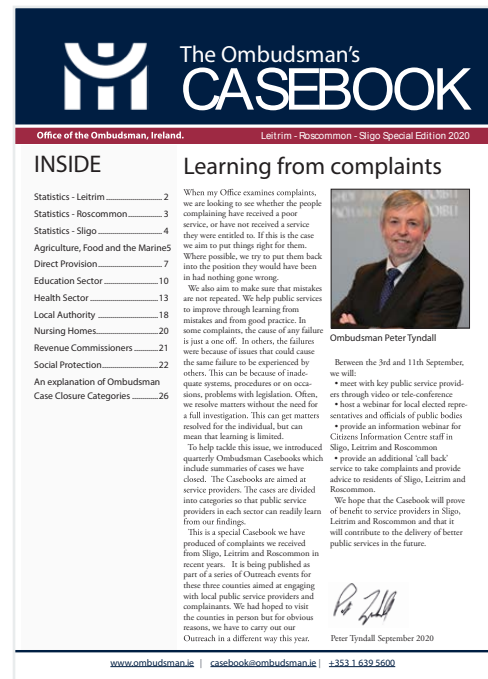 The Ombudsman's
CASEBOOK
Office of the Ombudsman, Ireland.
Leitrim - Roscommon - Sligo Special Edition 2020
INSIDE
Statistics - Leitrim ........................ 2
Statistics - Roscommon ............... 3
Statistics - Sligo ............................ 4
Agriculture, Food and the Marine5
Direct Provision ............................ 7
Education Sector ........................ 10
Health Sector ............................. 13
Local Authority .......................... 18
Nursing Homes .......................... 20
Revenue Commissioners ........... 21
Social Protection ........................ 22
An explanation of Ombudsman
Case Closure Categories ........... 26
Learning from complaints
When my Office examines complaints,
we are looking to see whether the people
complaining have received a poor
service, or have not received a service
they were entitled to. If this is the case
we aim to put things right for them.
Where possible, we try to put them back
into the position they would have been
in had nothing gone wrong.
We also aim to make sure that mistakes
are not repeated. We help public services
to improve through learning from
mistakes and from good practice. In
some complaints, the cause of any failure
is just a one off. In others, the failures
were because of issues that could cause
the same failure to be experienced by
others. This can be because of inade-
quate systems, procedures or on occa-
sions, problems with legislation. Often,
we resolve matters without the need for
a full investigation. This can get matters
resolved for the individual, but can
mean that learning is limited.
To help tackle this issue, we introduced
quarterly Ombudsman Casebooks which
include summaries of cases we have
closed. The Casebooks are aimed at
service providers. The cases are divided
into categories so that public service
providers in each sector can readily learn
from our findings.
This is a special Casebook we have
produced of complaints we received
from Sligo, Leitrim and Roscommon in
recent years. It is being published as
part of a series of Outreach events for
these three counties aimed at engaging
with local public service providers and
complainants. We had hoped to visit
the counties in person but for obvious
reasons, we have to carry out our
Outreach in a different way this year.
Ombudsman Peter Tyndall
Between the 3rd and 11th September,
we will:
• meet with key public service provid-
ers through video or tele-conference
• host a webinar for local elected repre-
sentatives and officials of public bodies
• provide an information webinar for
Citizens Information Centre staff in
Sligo, Leitrim and Roscommon
• provide an additional 'call back'
service to take complaints and provide
advice to residents of Sligo, Leitrim and
Roscommon.
We hope that the Casebook will prove
of benefit to service providers in Sligo,
Leitrim and Roscommon and that it
will contribute to the delivery of better
public services in the future.
Peter Tyndall September 2020
www.ombudsman.ie | casebook@ombudsman.ie | +353 1 639 5600